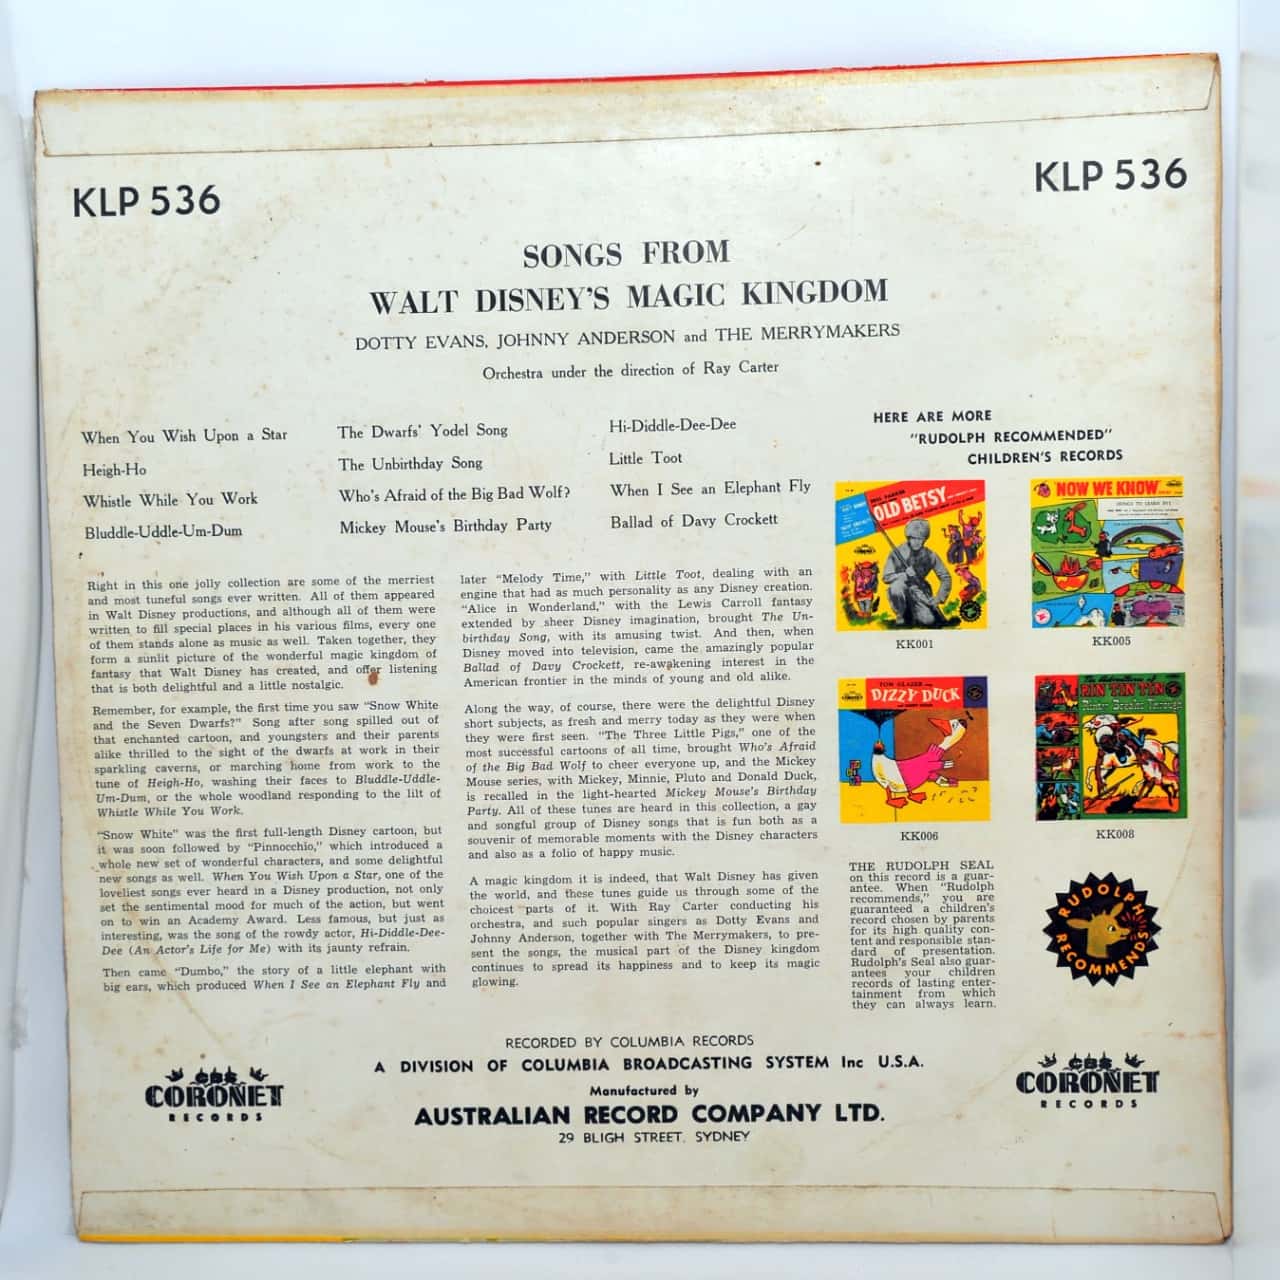 KLP 536
KLP 536
SONGS FROM
WALT DISNEY'S MAGIC KINGDOM
DOTTY EVANS, JOHNNY ANDERSON and THE MERRYMAKERS
Orchestra under the direction of Ray Carter
When You Wish Upon a Star
Heigh-Ho
Whistle While You Work
Bluddle-Uddle-Um-Dum
The Dwarfs' Yodel Song
The Unbirthday Song
Who's Afraid of the Big Bad Wolf?
Mickey Mouse's Birthday Party
Hi-Diddle-Dee-Dee
Little Toot
When I See an Elephant Fly
Ballad of Davy Crockett
Right in this one jolly collection are some of the merriest
and most tuneful songs ever written. All of them appeared
in Walt Disney productions, and although all of them were
written to fill special places in his various films, every one
of them stands alone as music as well. Taken together, they
form a sunlit picture of the wonderful magic kingdom of
fantasy that Walt Disney has created, and offer listening
that is both delightful and a little nostalgic.
Remember, for example, the first time you saw "Snow White
and the Seven Dwarfs?" Song after song spilled out of
that enchanted cartoon, and youngsters and their parents
alike thrilled to the sight of the dwarfs at work in their
sparkling caverns, or marching home from work to the
tune of Heigh-Ho, washing their faces to Bluddle-Uddle-
Um-Dum, or the whole woodland responding to the lilt of
Whistle While You Work.
"Snow White" was the first full-length Disney cartoon, but
it was soon followed by "Pinnocchio," which introduced a
whole new set of wonderful characters, and some delightful
new songs as well. When You Wish Upon a Star, one of the
loveliest songs ever heard in a Disney production, not only
set the sentimental mood for much of the action, but went
on to win an Academy Award. Less famous, but just as
interesting, was the song of the rowdy actor, Hi-Diddle-Dee-
Dee (An Actor's Life for Me) with its jaunty refrain.
Then came "Dumbo," the story of a little elephant with
big ears, which produced When I See an Elephant Fly and
later "Melody Time," with Little Toot, dealing with an
engine that had as much personality as any Disney creation.
"Alice in Wonderland," with the Lewis Carroll fantasy
extended by sheer Disney imagination, brought The Un-
birthday Song, with its amusing twist. And then, when
Disney moved into television, came the amazingly popular
Ballad of Davy Crockett, re-awakening interest in the
American frontier in the minds of young and old alike.
Along the way, of course, there were the delightful Disney
short subjects, as fresh and merry today as they were when
they were first seen. "The Three Little Pigs," one of the
most successful cartoons of all time, brought Who's Afraid
of the Big Bad Wolf to cheer everyone up, and the Mickey
Mouse series, with Mickey, Minnie, Pluto and Donald Duck,
is recalled in the light-hearted Mickey Mouse's Birthday
Party. All of these tunes are heard in this collection, a gay
and songful group of Disney songs that is fun both as a
souvenir of memorable moments with the Disney characters
and also as a folio of happy music.
A magic kingdom it is indeed, that Walt Disney has given
the world, and these tunes guide us through some of the
choicest parts of it. With Ray Carter conducting his
orchestra, and such popular singers as Dotty Evans and
Johnny Anderson, together with The Merrymakers, to pre-
sent the songs, the musical part of the Disney kingdom
continues to spread its happiness and to keep its magic
glowing.
HERE ARE MORE
"RUDOLPH RECOMMENDED"
CHILDREN'S RECORDS
OLD BETSY
KK001
NOW WE KNOW
KK005
TOM GLAZER
DIZZY DUCK
KK006
The Adventures of
RIN TIN TIN
KK008
THE RUDOLPH SEAL
on this record is a guar-
antee. When "Rudolph
recommends," you are
guaranteed a children's
record chosen by parents
for its high quality con-
tent and responsible stan-
dard of presentation.
Rudolph's Seal also guar-
antees your children
records of lasting enter-
tainment from which
they can always learn.
RUDOLPH
RECOMMENDS
RECORDED BY COLUMBIA RECORDS
A DIVISION OF COLUMBIA BROADCASTING SYSTEM Inc U.S.A.
Manufactured by
AUSTRALIAN RECORD COMPANY LTD.
29 BLIGH STREET, SYDNEY
CBS
CORONET
RECORDS
CBS
CORONET
RECORDS